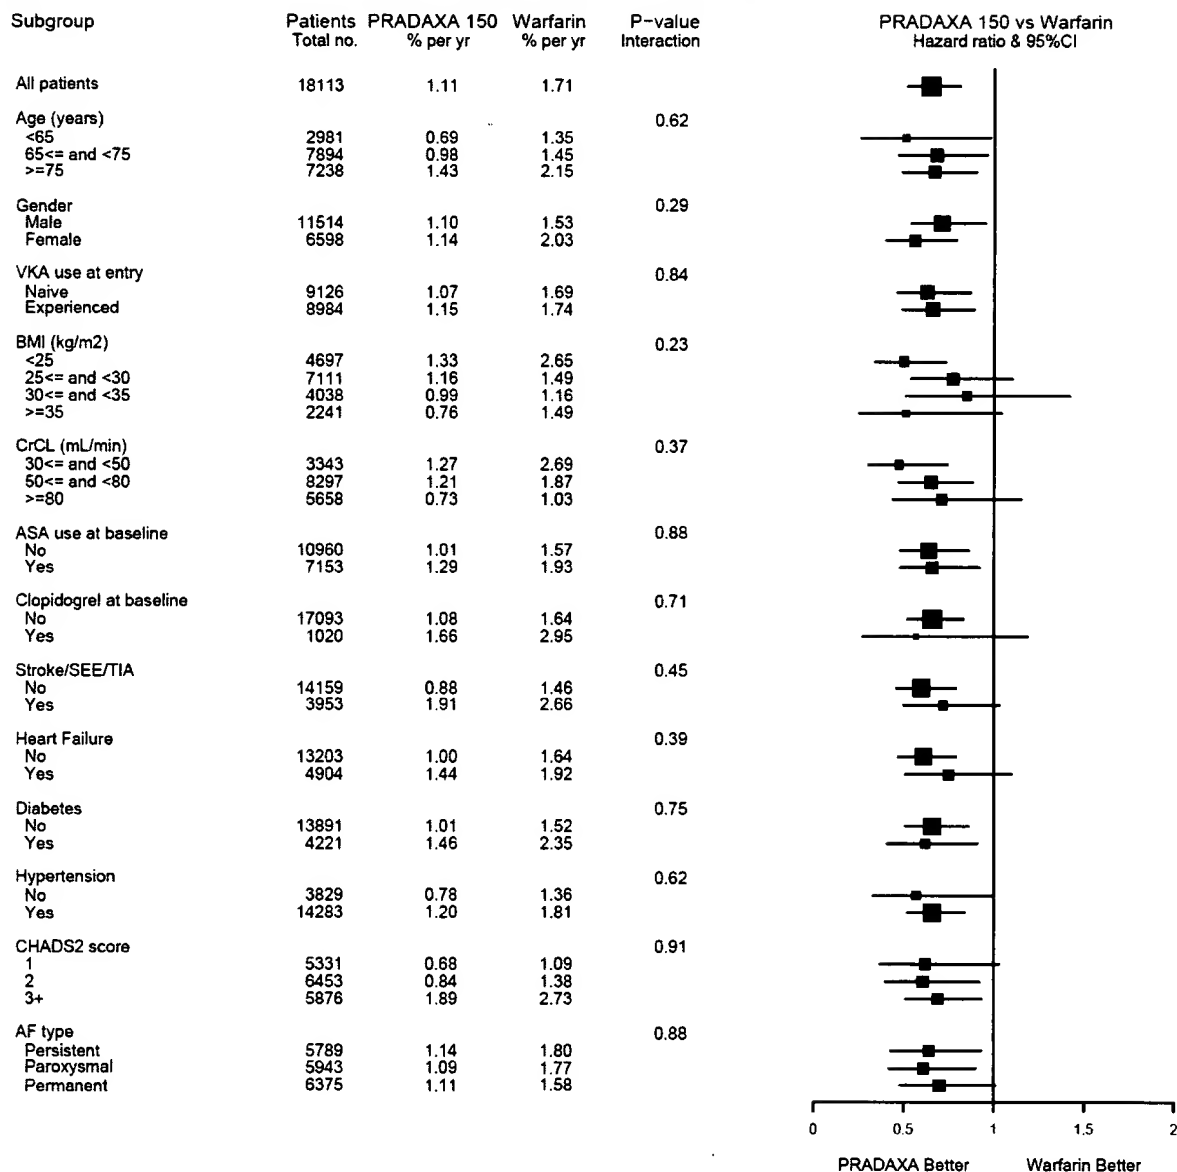 Subgroup Patients PRADAXA 150 Warfarin P-value PRADAXA 150 vs Warfarin
Total no. % per yr % per yr Interaction Hazard ratio & 95%CI
All patients 18113 1.11 1.71
Age (years) 0.62
<65 2981 0.69 1.35
65<= and <75 7894 0.98 1.45
>=75 7238 1.43 2.15
Gender 0.29
Male 11514 1.10 1.53
Female 6598 1.14 2.03
VKA use at entry 0.84
Naive 9126 1.07 1.69
Experienced 8984 1.15 1.74
BMI (kg/m2) 0.23
<25 4697 1.33 2.65
25<= and <30 7111 1.16 1.49
30<= and <35 4038 0.99 1.16
>=35 2241 0.76 1.49
CrCL (mL/min) 0.37
30<= and <50 3343 1.27 2.69
50<= and <80 8297 1.21 1.87
>=80 5658 0.73 1.03
ASA use at baseline 0.88
No 10960 1.01 1.57
Yes 7153 1.29 1.93
Clopidogrel at baseline 0.71
No 17093 1.08 1.64
Yes 1020 1.66 2.95
Stroke/SEE/TIA 0.45
No 14159 0.88 1.46
Yes 3953 1.91 2.66
Heart Failure 0.39
No 13203 1.00 1.64
Yes 4904 1.44 1.92
Diabetes 0.75
No 13891 1.01 1.52
Yes 4221 1.46 2.35
Hypertension 0.62
No 3829 0.78 1.36
Yes 14283 1.20 1.81
CHADS2 score 0.91
1 5331 0.68 1.09
2 6453 0.84 1.38
3+ 5876 1.89 2.73
AF type 0.88
Persistent 5789 1.14 1.80
Paroxysmal 5943 1.09 1.77
Permanent 6375 1.11 1.58
0 0.5 1 1.5 2
PRADAXA Better Warfarin Better